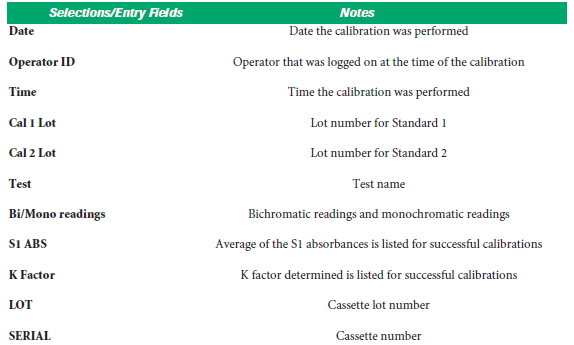 Selections/Entry Fields Notes
Date Date the calibration was performed
Operator ID Operator that was logged on at the time of the calibration
Time Time the calibration was performed
Cal 1 Lot Lot number for Standard 1
Cal 2 Lot Lot number for Standard 2
Test Test name
Bi/Mono readings Bichromatic readings and monochromatic readings
S1 ABS Average of the S1 absorbances is listed for successful calibrations
K Factor K factor determined is listed for successful calibrations
LOT Cassette lot number
SERIAL Cassette number